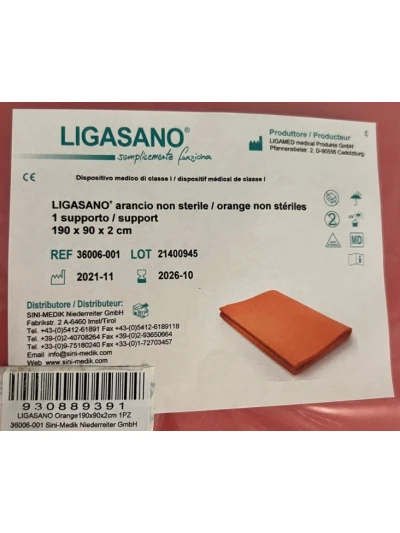 LIGASANO®
semplicemente funziona
Produttore / Producteur
LIGAMED medical Produkte GmbH
Pfannenstielstr. 2, D-90556 Cadolzburg
CE
Dispositivo medico di classe I / dispositif médical de classe I
LIGASANO® arancio non sterile / orange non stériles
1 supporto / support
190 x 90 x 2 cm
REF 36006-001 LOT 21400945
2021-11 2026-10
2
MD
Distributore / Distributeur:
SINI-MEDIK Niederreiter GmbH
Fabrikstr. 2 A-6460 Imst/Tirol
Tel.+43-(0)5412-61891 Fax+43-(0)5412-6189118
Tel.+39-(0)2-40708264 Fax+39-(0)2-93650664
Tel.+33-(0)9-75180240 Fax+33-(0)1-72703457
Email info@sini-medik.com
Web www.sini-medik.com
930889391
LIGASANO Orange190x90x2cm 1PZ
36006-001 Sini-Medik Niederreiter GmbH